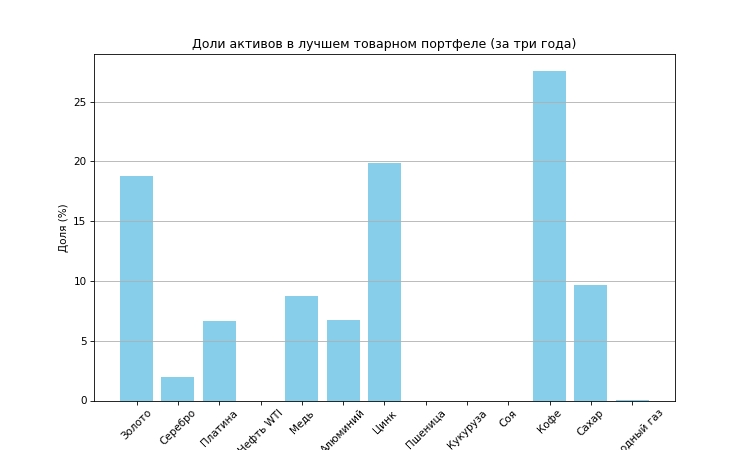 Доли активов в лучшем товарном портфеле (за три года)
Доля (%)
25
20
15
10
5
0
Золото
Серебро
Платина
Нефть WTI
Медь
Алюминий
Цинк
Пшеница
Кукуруза
Соя
Кофе
Сахар
газ